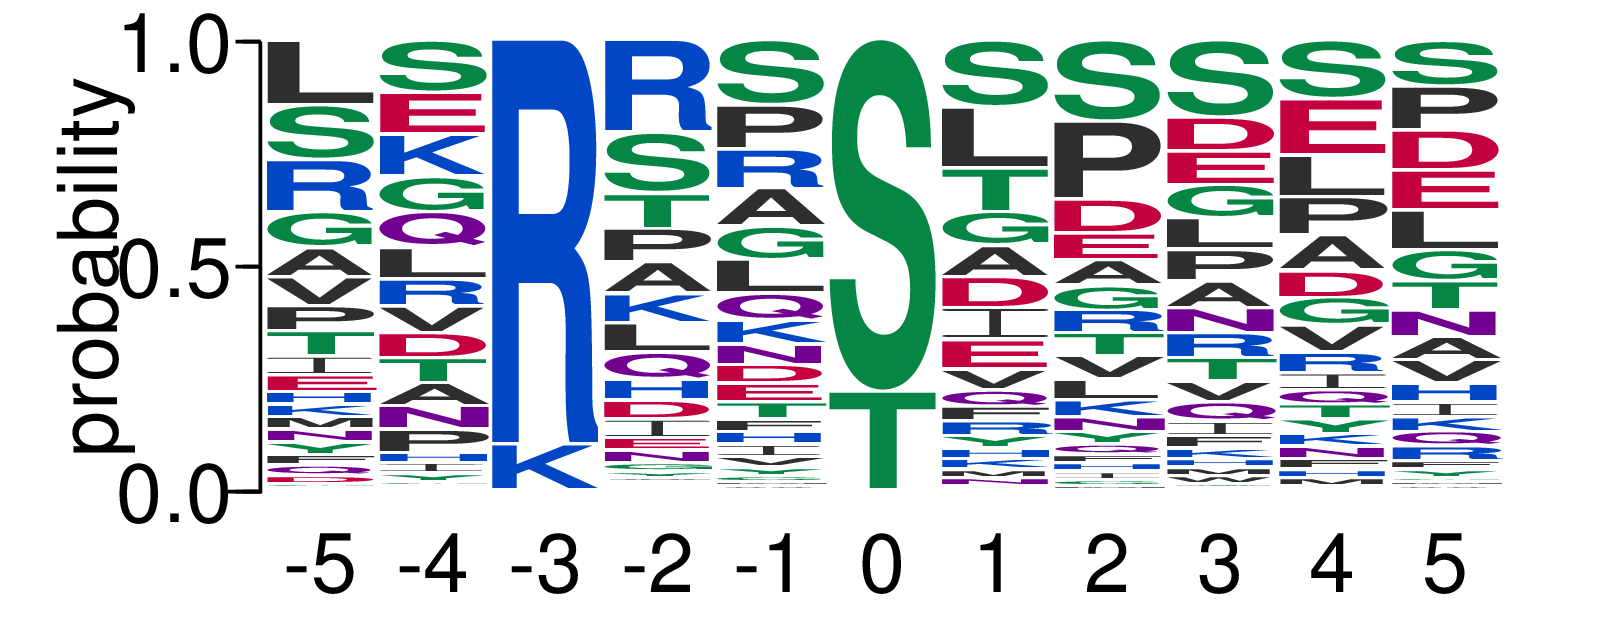 probability
1.0
0.5
0.0
L S R G A V P T I E H K M N Y F Q D
S E K G Q L R V D T A N P H I Y
R K
R S T P A K L Q H D I E N G
S P R A G L Q K N D E T F H I V Y
S T
S L T G A D I E V Q F R Y H K M N
S P D E A G R T V L K N Y Q H I
S D E G L P A N R T V Q I F K H M
S E L P A D G V R I Q T Y K N F H M
S P D E L G T N A V H I K Q R F Y
-5 -4 -3 -2 -1 0 1 2 3 4 5